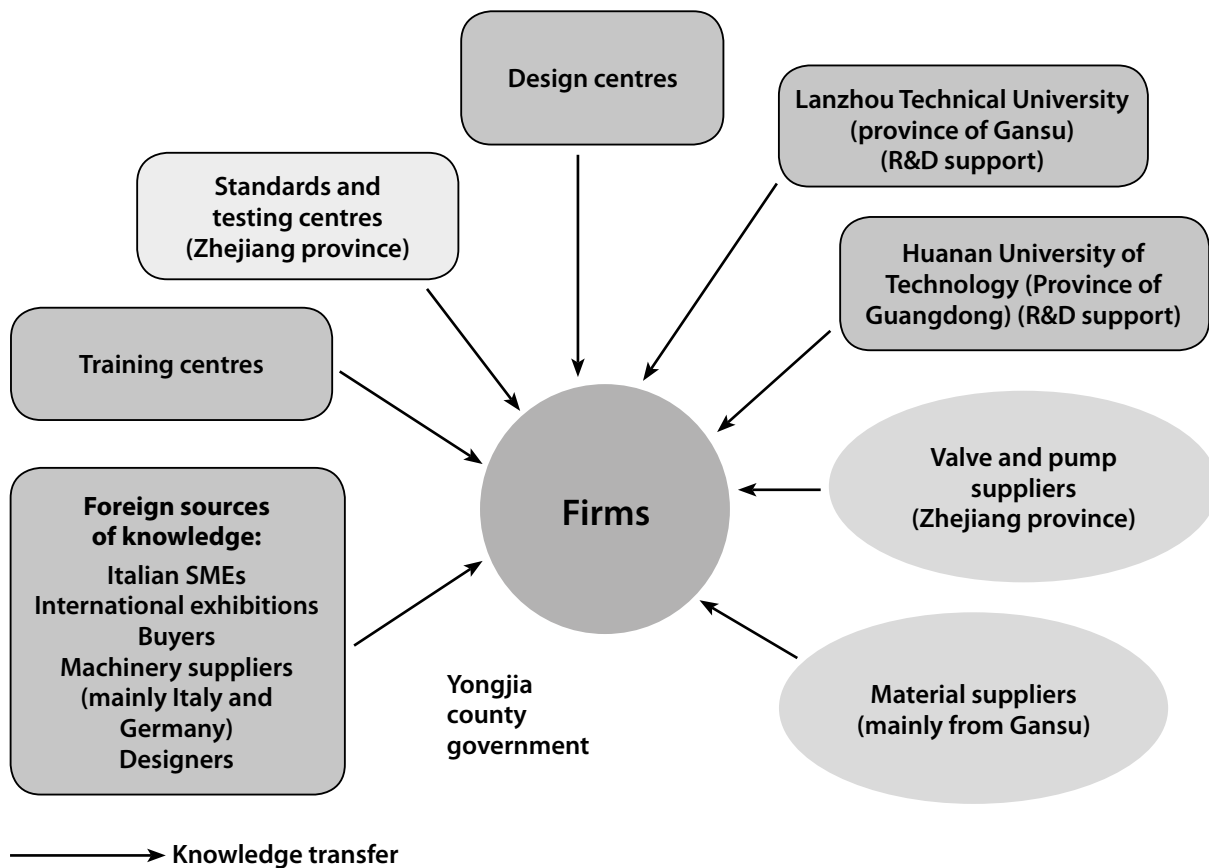 Design centres
Lanzhou Technical University
(province of Gansu)
(R&D support)
Standards and
testing centres
(Zhejiang province)
Huanan University of
Technology (Province of
Guangdong) (R&D support)
Training centres
Valve and pump
suppliers
(Zhejiang province)
Firms
Foreign sources
of knowledge:
Italian SMEs
International exhibitions
Buyers
Machinery suppliers
(mainly Italy and
Germany)
Designers
Yongjia
county
government
Material suppliers
(mainly from Gansu)
Knowledge transfer